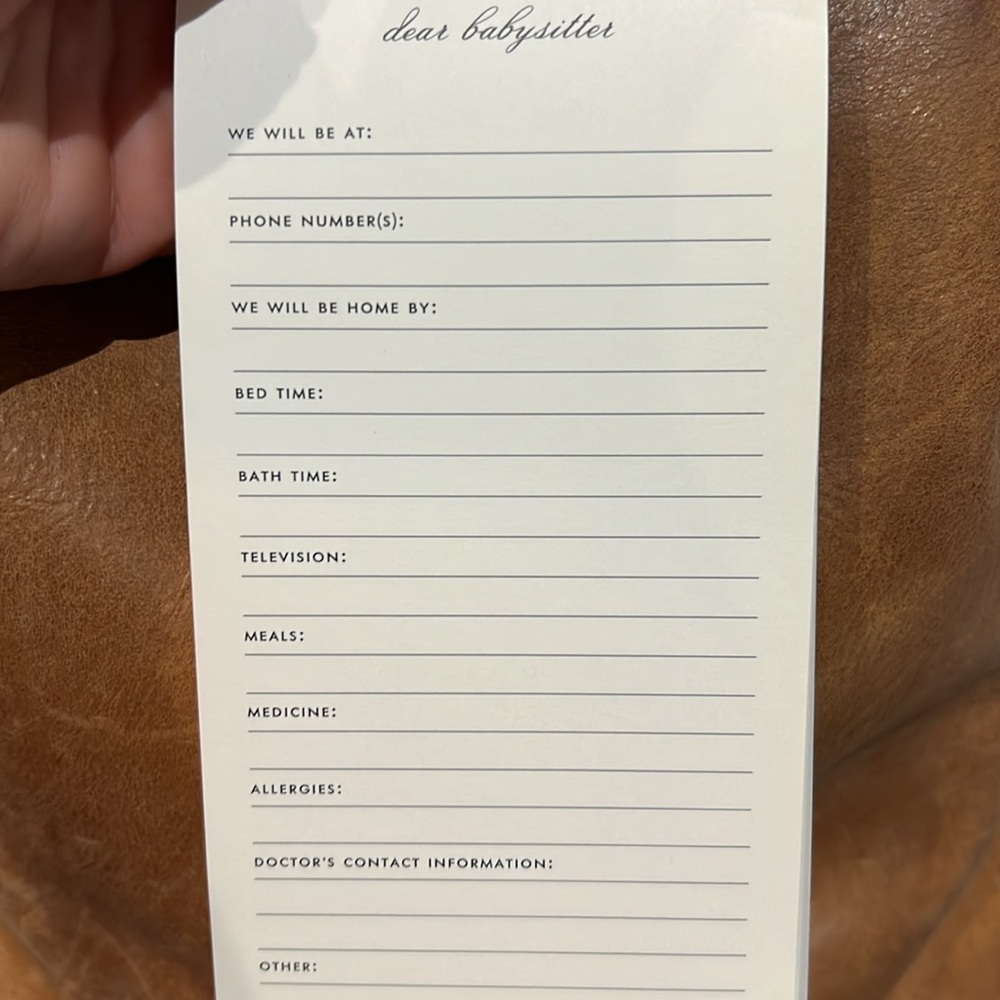 dear babysitter
WE WILL BE AT:
PHONE NUMBER(S):
WE WILL BE HOME BY:
BED TIME:
BATH TIME:
TELEVISION:
MEALS:
MEDICINE:
ALLERGIES:
DOCTOR'S CONTACT INFORMATION:
OTHER: